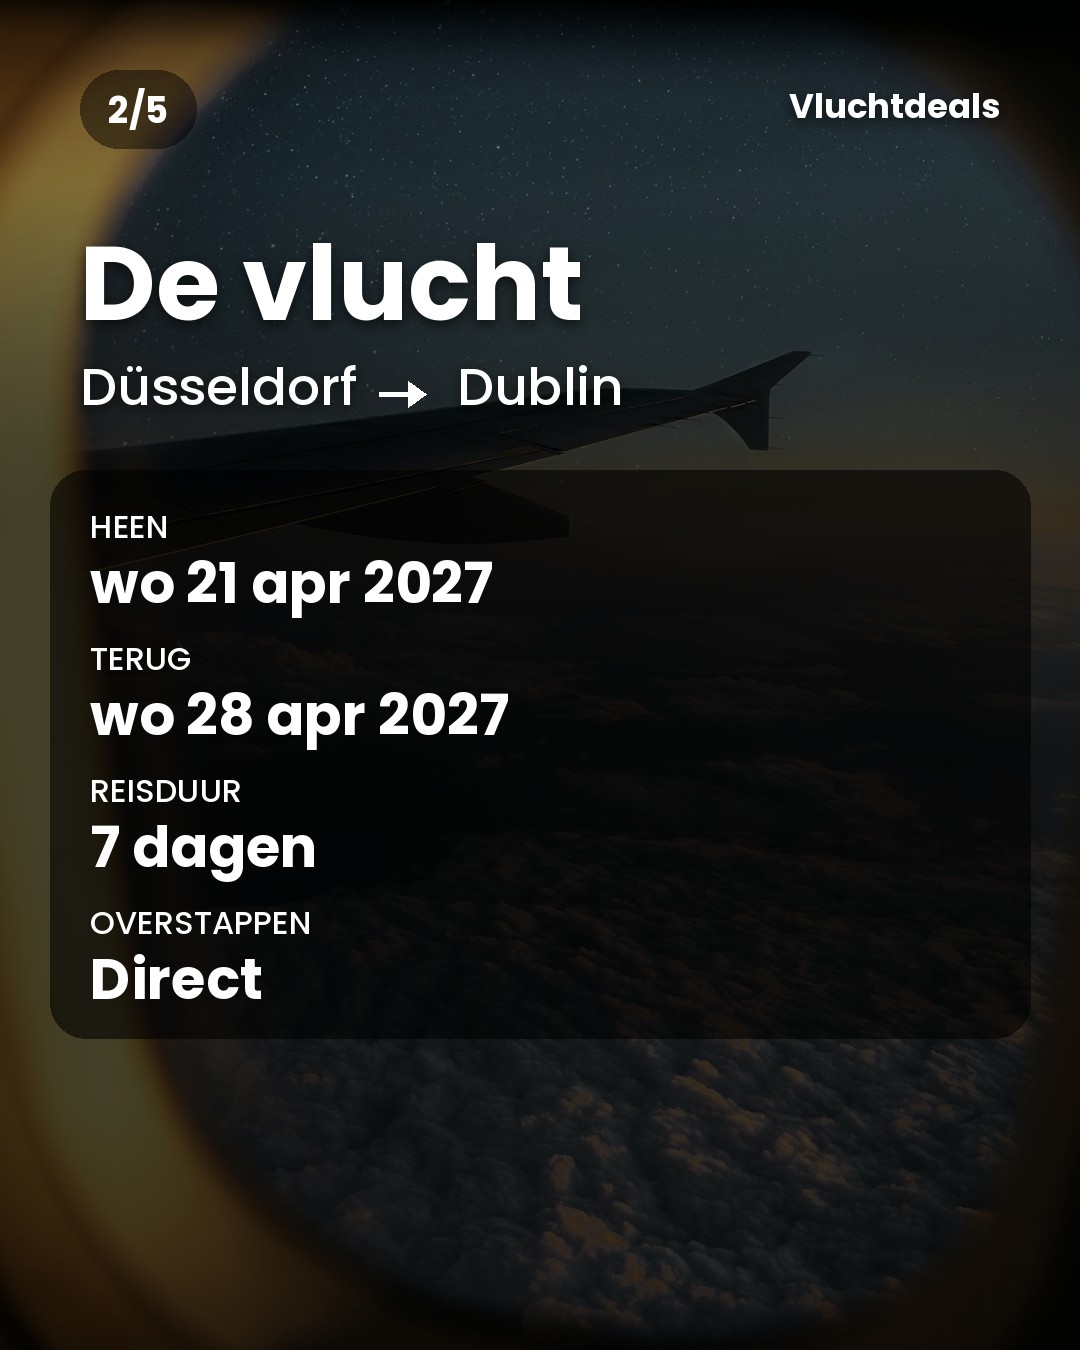 2/5
Vluchtdeals
De vlucht
Düsseldorf → Dublin
HEEN
wo 21 apr 2027
TERUG
wo 28 apr 2027
REISDUUR
7 dagen
OVERSTAPPEN
Direct